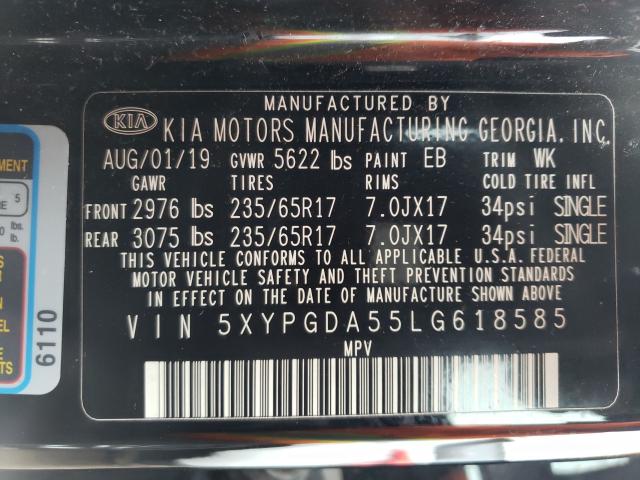 MANUFACTURED BY
KIA KIA MOTORS MANUFACTURING GEORGIA, INC.
AUG/01/19 GVWR 5622 lbs PAINT EB TRIM WK
GAWR TIRES RIMS COLD TIRE INFL
FRONT 2976 lbs 235/65R17 7.0JX17 34psi SINGLE
REAR 3075 lbs 235/65R17 7.0JX17 34psi SINGLE
THIS VEHICLE CONFORMS TO ALL APPLICABLE U.S.A. FEDERAL
MOTOR VEHICLE SAFETY AND THEFT PREVENTION STANDARDS
IN EFFECT ON THE DATE OF MANUFACTURE SHOWN ABOVE
VIN 5XYPGDA55LG618585
MPV
5
lbs.
lb.
6110